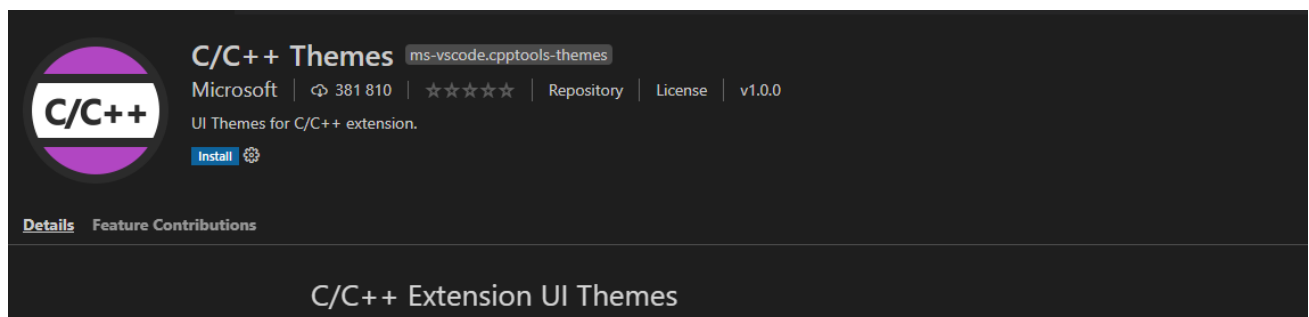 C/C++
C/C++ Themes ms-vscode.cpptools-themes
Microsoft 381 810 Repository License v1.0.0
UI Themes for C/C++ extension.
Install
Details Feature Contributions
C/C++ Extension UI Themes